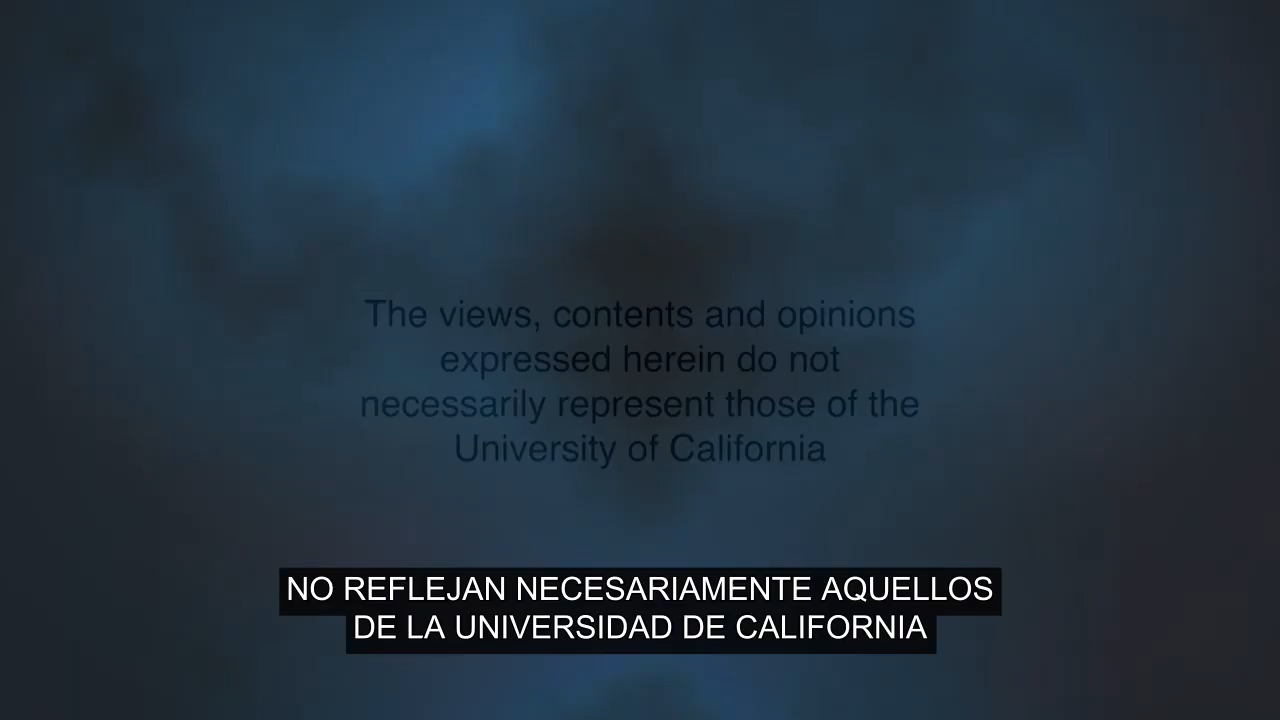 The views, contents and opinions
expressed herein do not
necessarily represent those of the
University of California
NO REFLEJAN NECESARIAMENTE AQUELLOS
DE LA UNIVERSIDAD DE CALIFORNIA